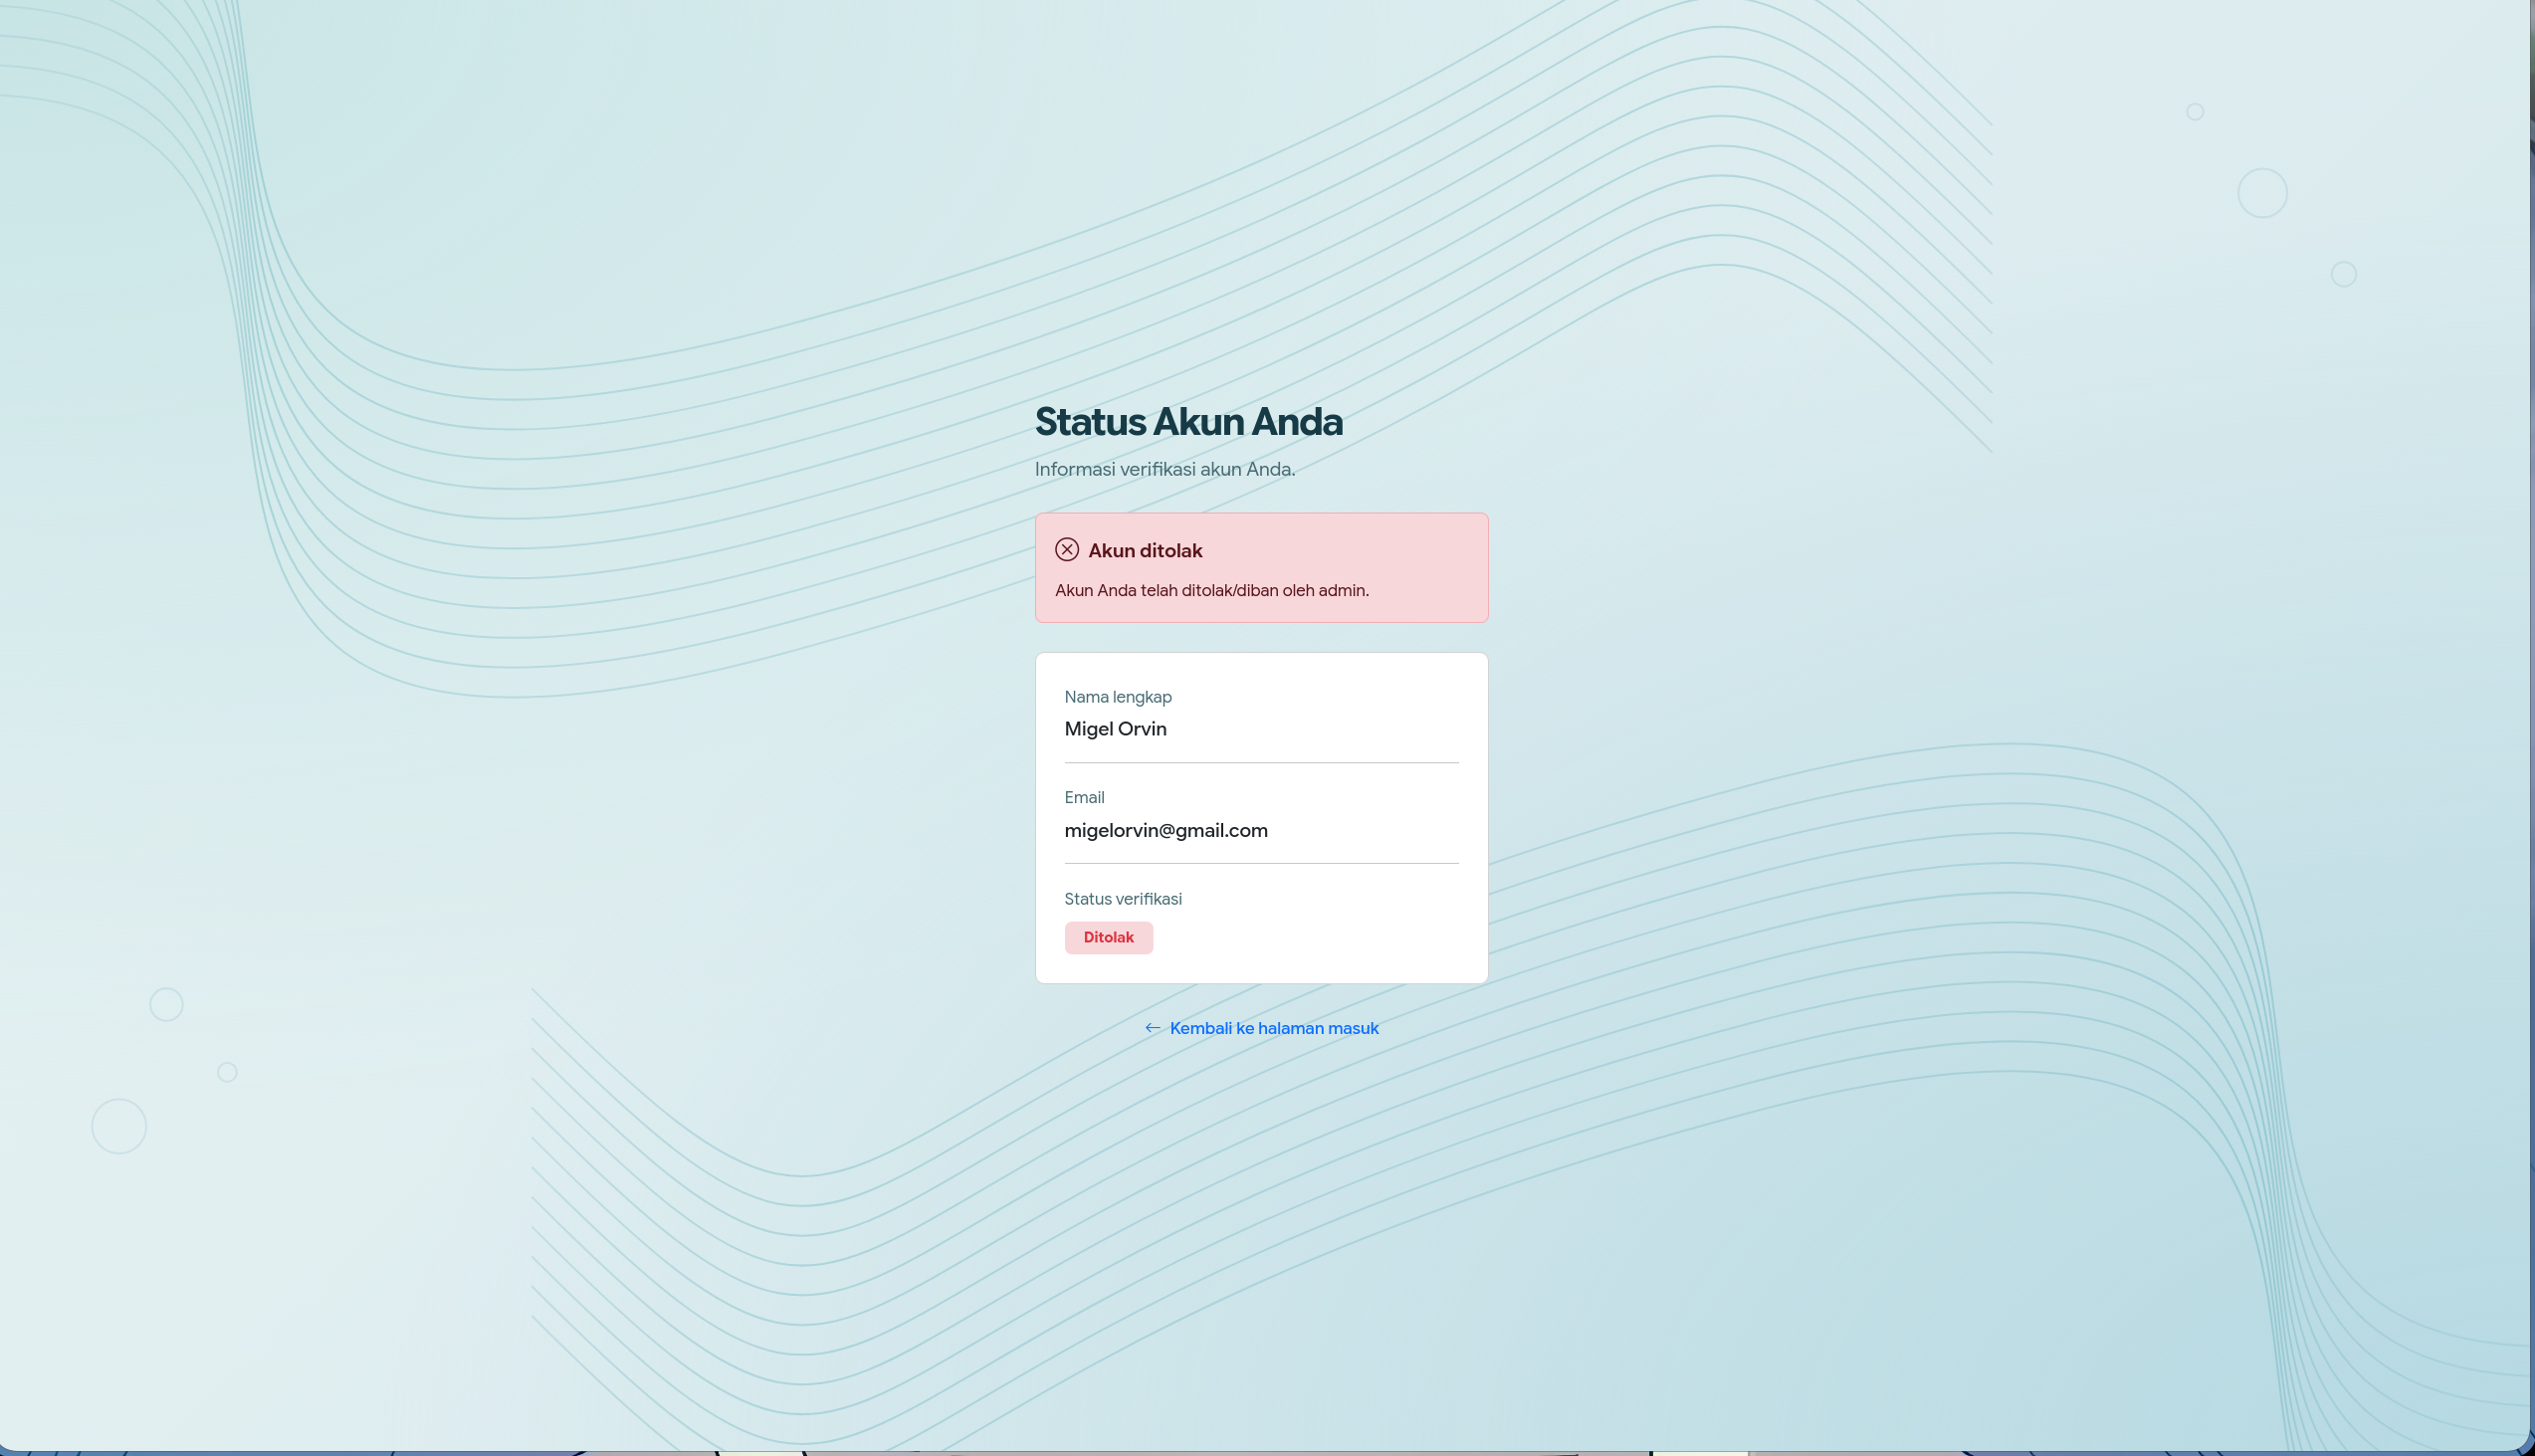 Status Akun Anda
Informasi verifikasi akun Anda.
Akun ditolak
Akun Anda telah ditolak/diban oleh admin.
Nama lengkap
Migel Orvin
Email
migelorvin@gmail.com
Status verifikasi
Ditolak
← Kembali ke halaman masuk